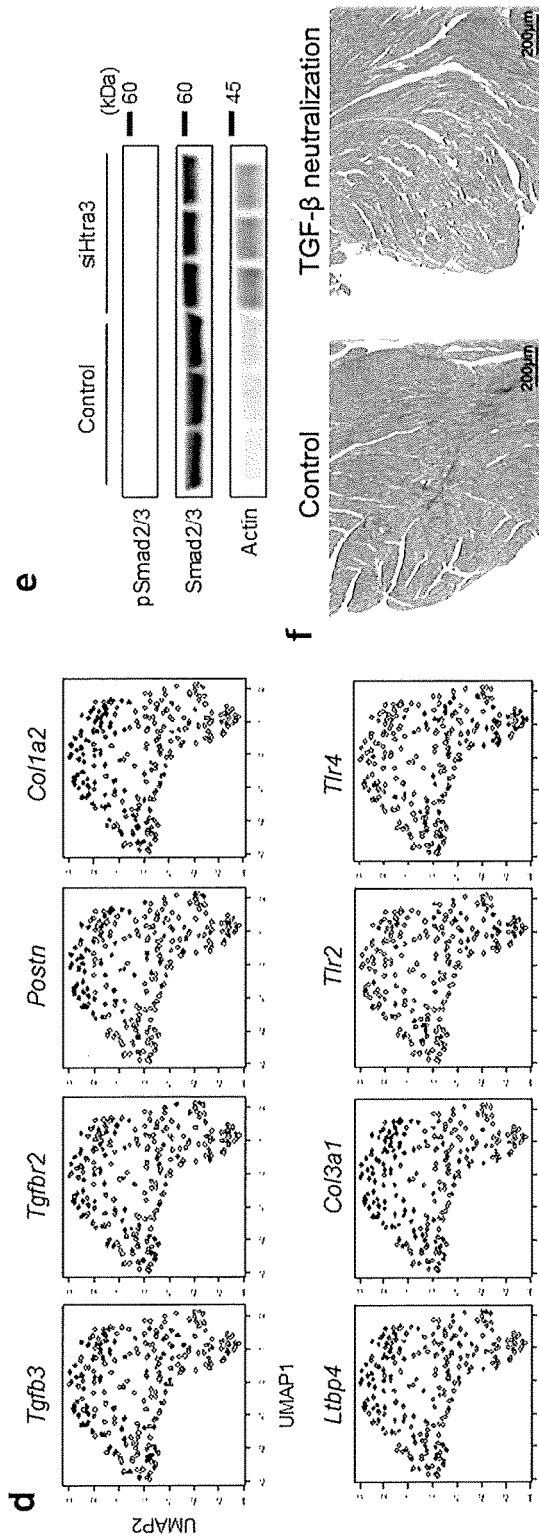 d
Tgfb3
Tgfbr2
Postn
Col1a2
UMAP2
UMAP1
Ltbp4
Col3a1
Tlr2
Tlr4
e
Control
siHtra3
(kDa)
pSmad2/3
60
Smad2/3
60
Actin
45
f
Control
TGF-β neutralization
200μm
200μm